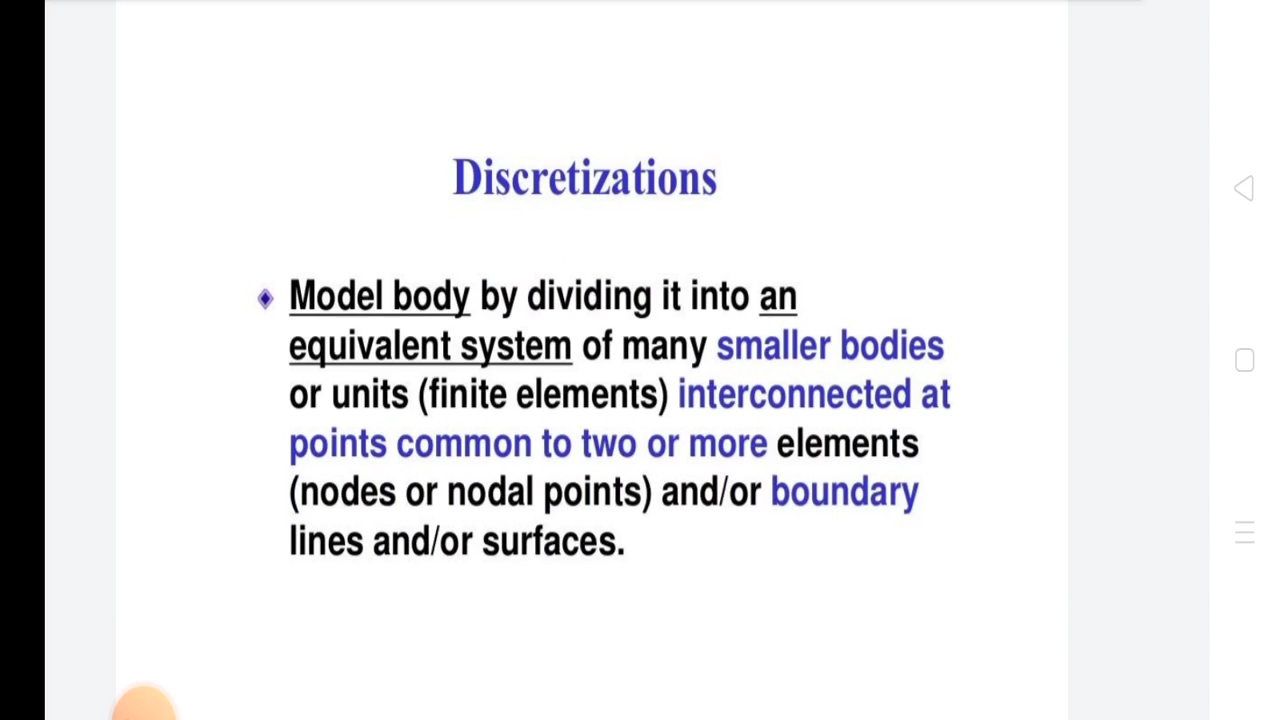 Discretizations
Model body by dividing it into an
equivalent system of many smaller bodies
or units (finite elements) interconnected at
points common to two or more elements
(nodes or nodal points) and/or boundary
lines and/or surfaces.